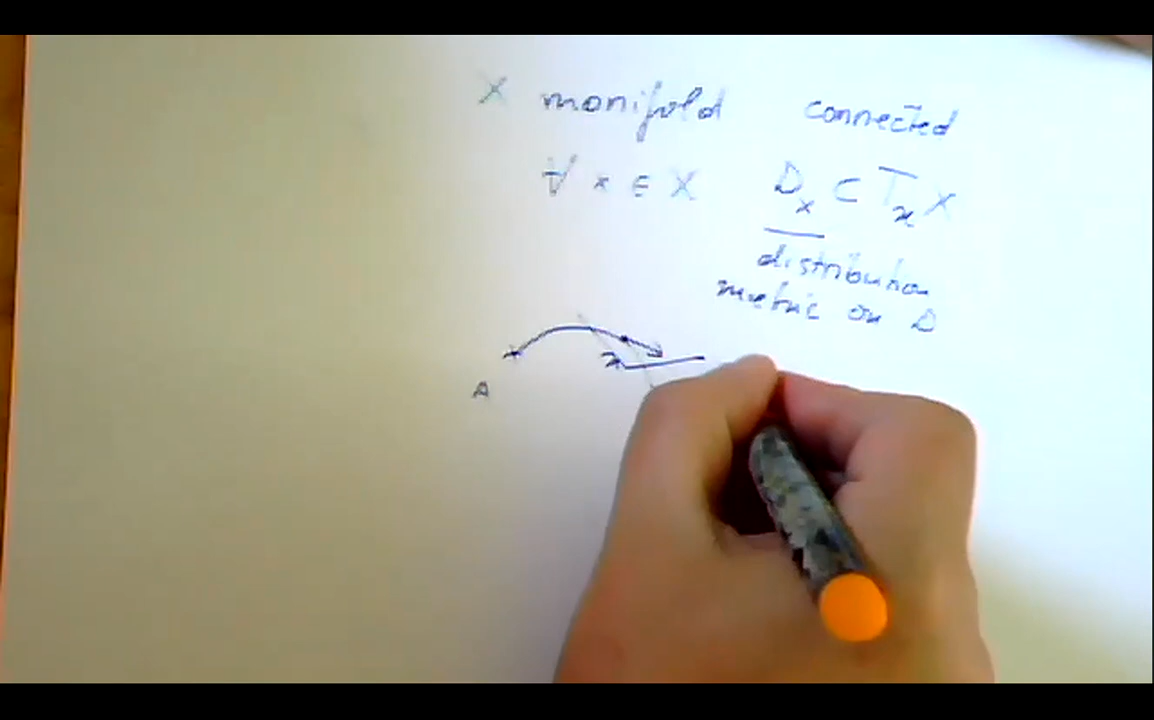 X manifold connected
∀ x ∈ X D_x ⊂ T_x X
distribution
metric on D
x
A